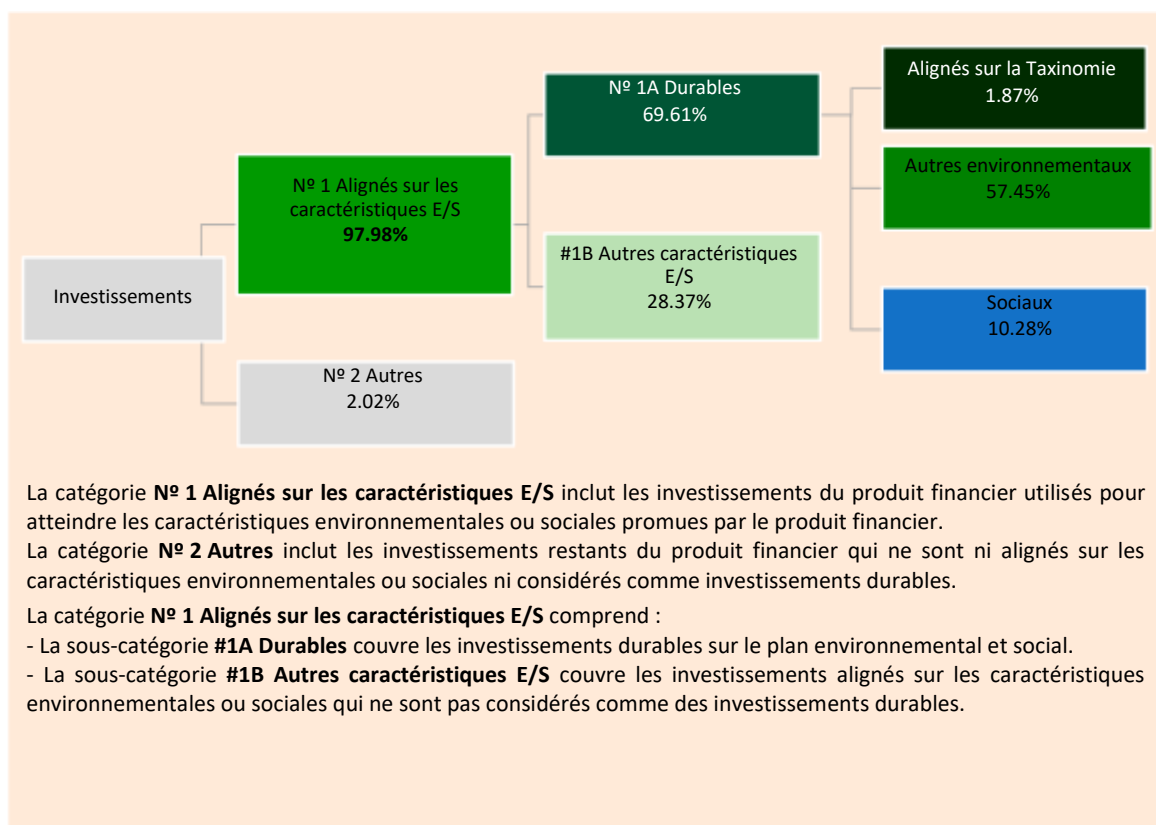 Investissements
Nº 1 Alignés sur les
caractéristiques E/S
97.98%
Nº 2 Autres
2.02%
Nº 1A Durables
69.61%
#1B Autres caractéristiques
E/S
28.37%
Alignés sur la Taxinomie
1.87%
Autres environnementaux
57.45%
Sociaux
10.28%
La catégorie Nº 1 Alignés sur les caractéristiques E/S inclut les investissements du produit financier utilisés pour
atteindre les caractéristiques environnementales ou sociales promues par le produit financier.
La catégorie Nº 2 Autres inclut les investissements restants du produit financier qui ne sont ni alignés sur les
caractéristiques environnementales ou sociales ni considérés comme investissements durables.
La catégorie Nº 1 Alignés sur les caractéristiques E/S comprend :
- La sous-catégorie #1A Durables couvre les investissements durables sur le plan environnemental et social.
- La sous-catégorie #1B Autres caractéristiques E/S couvre les investissements alignés sur les caractéristiques
environnementales ou sociales qui ne sont pas considérés comme des investissements durables.